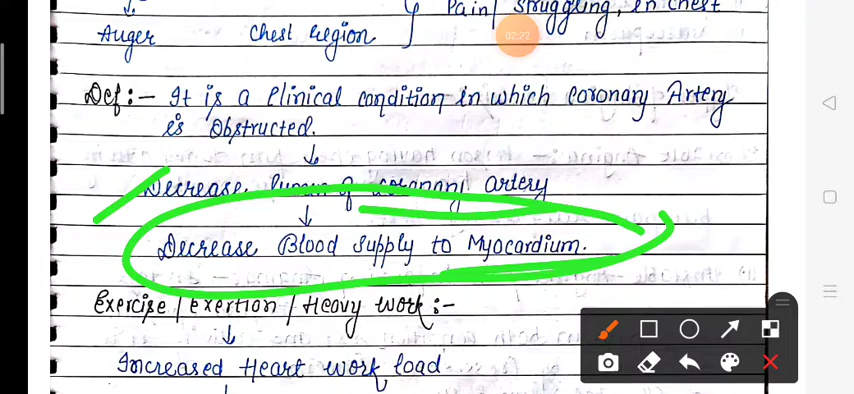 Pain/ Struggling, in chest
Auger Chest region
02:22
Def:- It is a Clinical condition in which Coronary Artery
is Obstructed.
Decrease lumen of coronary artery
Decrease Blood supply to Myocardium.
Exercise/exertion/Heavy work:-
Increased Heart work load